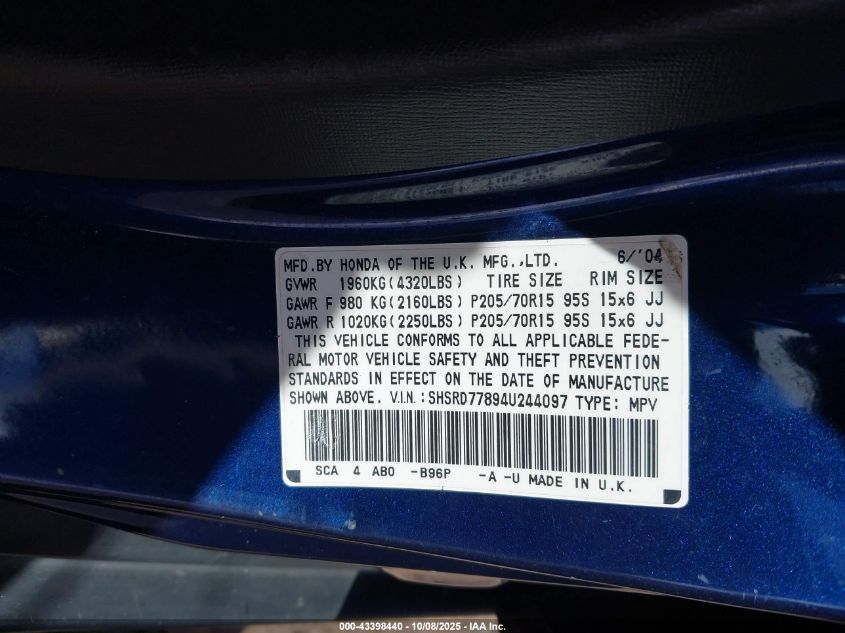 MFD.BY HONDA OF THE U.K. MFG.,LTD. 6/'04
GVWR 1960KG(4320LBS) TIRE SIZE RIM SIZE
GAWR F 980 KG(2160LBS) P205/70R15 95S 15x6 JJ
GAWR R 1020KG(2250LBS) P205/70R15 95S 15x6 JJ
THIS VEHICLE CONFORMS TO ALL APPLICABLE FEDE-
RAL MOTOR VEHICLE SAFETY AND THEFT PREVENTION
STANDARDS IN EFFECT ON THE DATE OF MANUFACTURE
SHOWN ABOVE. V.I.N.:SHSRD77894U244097 TYPE: MPV
SCA 4 AB0 -B96P -A -U MADE IN U.K.
000-43398440 - 10/08/2025 - IAA Inc.